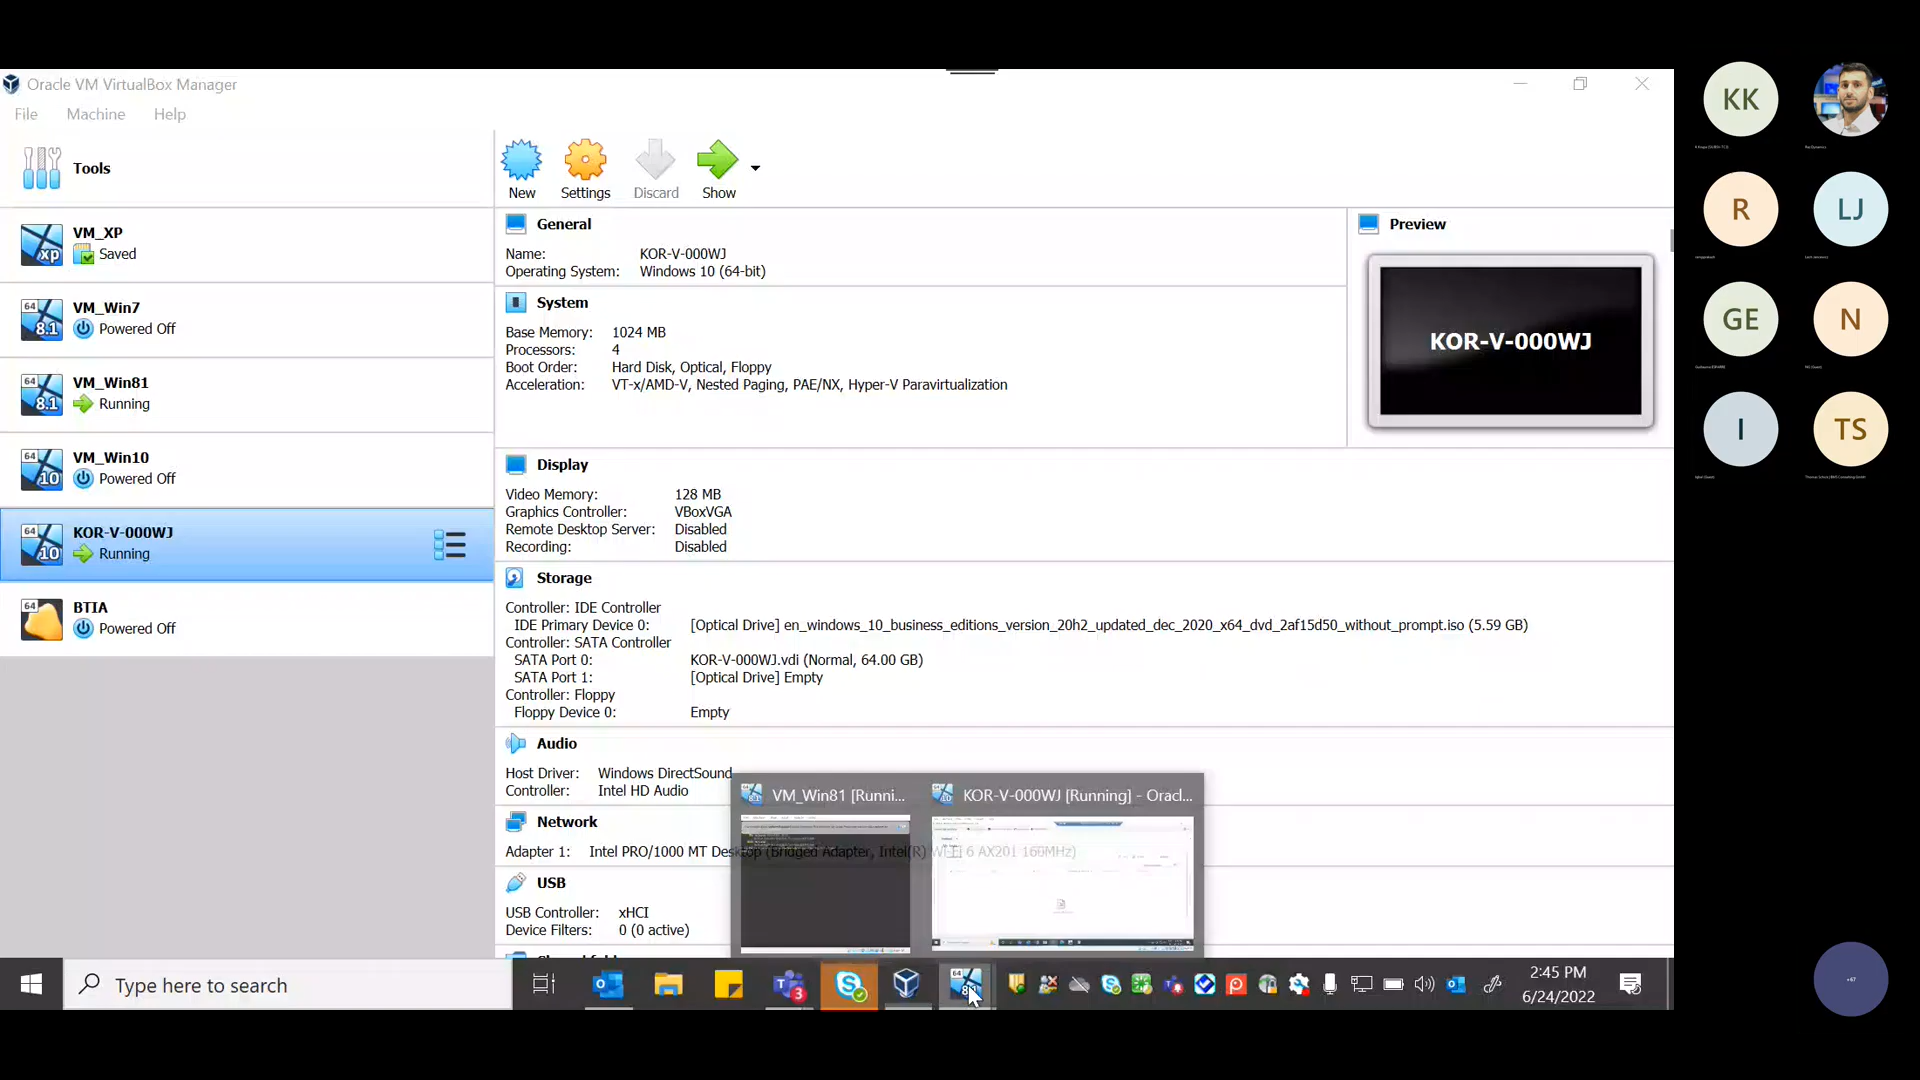 Oracle VM VirtualBox Manager
File Machine Help
Tools
New Settings Discard Show
VM_XP
Saved
VM_Win7
Powered Off
VM_Win81
Running
VM_Win10
Powered Off
KOR-V-000WJ
Running
BTIA
Powered Off
General
Name: KOR-V-000WJ
Operating System: Windows 10 (64-bit)
System
Base Memory: 1024 MB
Processors: 4
Boot Order: Hard Disk, Optical, Floppy
Acceleration: VT-x/AMD-V, Nested Paging, PAE/NX, Hyper-V Paravirtualization
Preview
KOR-V-000WJ
Display
Video Memory: 128 MB
Graphics Controller: VBoxVGA
Remote Desktop Server: Disabled
Recording: Disabled
Storage
Controller: IDE Controller
IDE Primary Device 0: [Optical Drive] en_windows_10_business_editions_version_20h2_updated_dec_2020_x64_dvd_2af15d50_without_prompt.iso (5.59 GB)
Controller: SATA Controller
SATA Port 0: KOR-V-000WJ.vdi (Normal, 64.00 GB)
SATA Port 1: [Optical Drive] Empty
Controller: Floppy
Floppy Device 0: Empty
Audio
Host Driver: Windows DirectSound
Controller: Intel HD Audio
Network
Adapter 1: Intel PRO/1000 MT Desktop (Bridged Adapter, Intel(R) Wi-Fi 6 AX201 160MHz)
USB
USB Controller: xHCI
Device Filters: 0 (0 active)
VM_Win81 [Runni...
KOR-V-000WJ [Running] - Oracl...
Type here to search
2:45 PM
6/24/2022
KK
R
LJ
GE
N
I
TS
+67